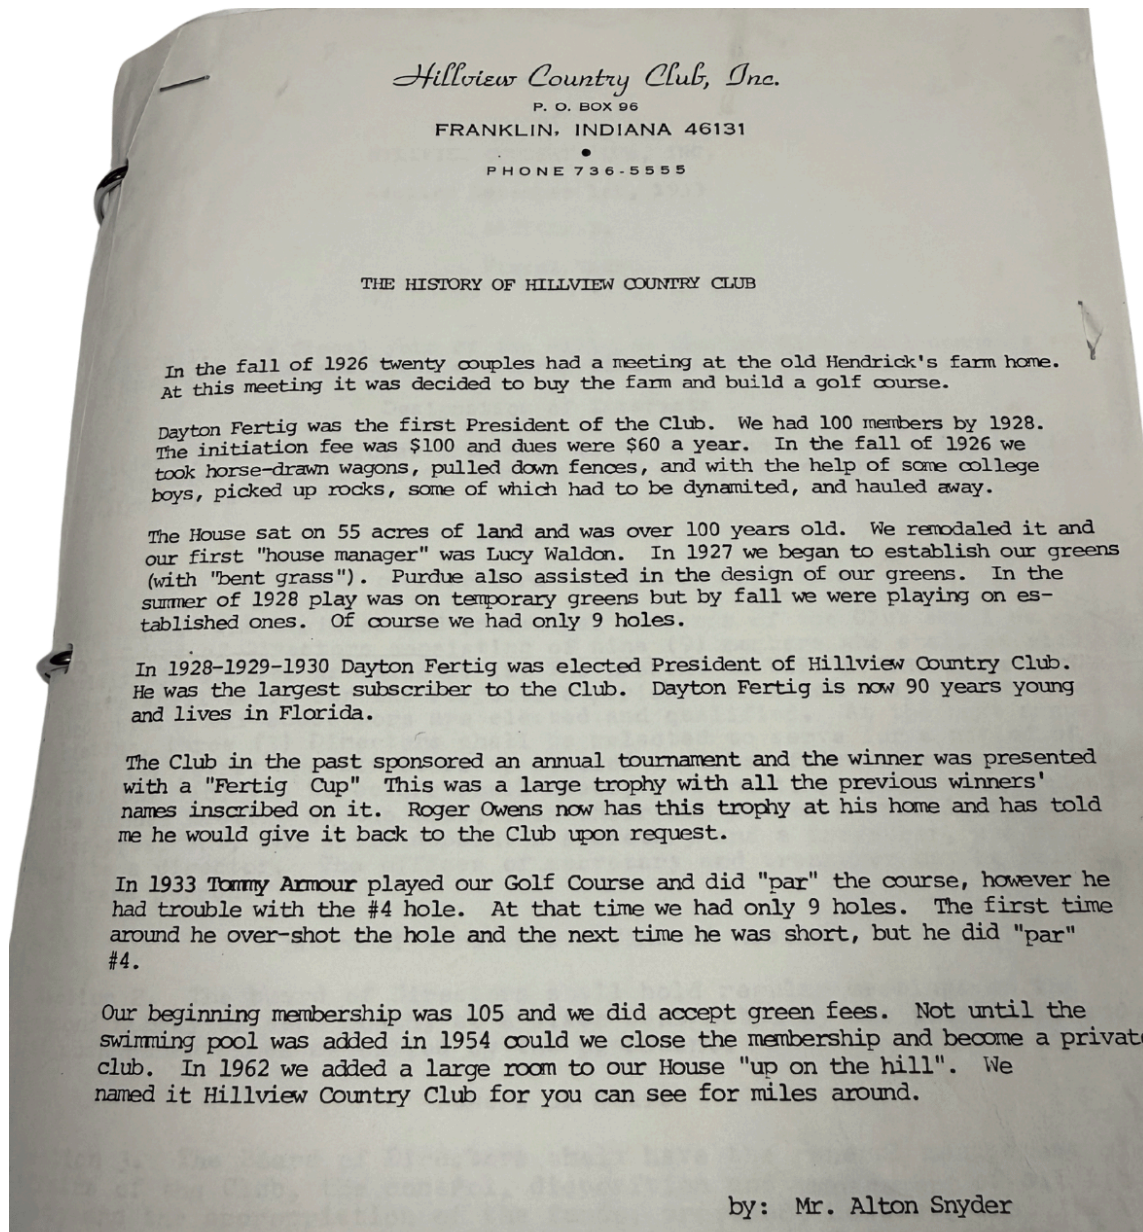 Hillview Country Club, Inc.
P. O. BOX 96
FRANKLIN, INDIANA 46131
•
PHONE 736-5555
THE HISTORY OF HILLVIEW COUNTRY CLUB
In the fall of 1926 twenty couples had a meeting at the old Hendrick's farm home.
At this meeting it was decided to buy the farm and build a golf course.
Dayton Fertig was the first President of the Club. We had 100 members by 1928.
The initiation fee was $100 and dues were $60 a year. In the fall of 1926 we
took horse-drawn wagons, pulled down fences, and with the help of some college
boys, picked up rocks, some of which had to be dynamited, and hauled away.
The House sat on 55 acres of land and was over 100 years old. We remodaled it and
our first "house manager" was Lucy Waldon. In 1927 we began to establish our greens
(with "bent grass"). Purdue also assisted in the design of our greens. In the
summer of 1928 play was on temporary greens but by fall we were playing on es-
tablished ones. Of course we had only 9 holes.
In 1928-1929-1930 Dayton Fertig was elected President of Hillview Country Club.
He was the largest subscriber to the Club. Dayton Fertig is now 90 years young
and lives in Florida.
The Club in the past sponsored an annual tournament and the winner was presented
with a "Fertig Cup" This was a large trophy with all the previous winners'
names inscribed on it. Roger Owens now has this trophy at his home and has told
me he would give it back to the Club upon request.
In 1933 Tommy Armour played our Golf Course and did "par" the course, however he
had trouble with the #4 hole. At that time we had only 9 holes. The first time
around he over-shot the hole and the next time he was short, but he did "par"
#4.
Our beginning membership was 105 and we did accept green fees. Not until the
swimming pool was added in 1954 could we close the membership and become a private
club. In 1962 we added a large room to our House "up on the hill". We
named it Hillview Country Club for you can see for miles around.
by: Mr. Alton Snyder